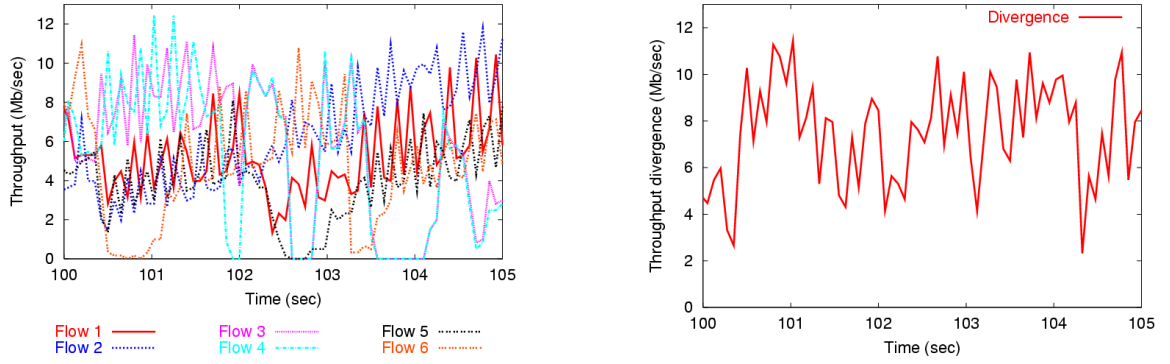 Throughput (Mb/sec)
12
10
8
6
4
2
0
100
101
102
103
104
105
Time (sec)
Flow 1
Flow 2
Flow 3
Flow 4
Flow 5
Flow 6
Throughput divergence (Mb/sec)
12
10
8
6
4
2
0
Divergence
100
101
102
103
104
105
Time (sec)